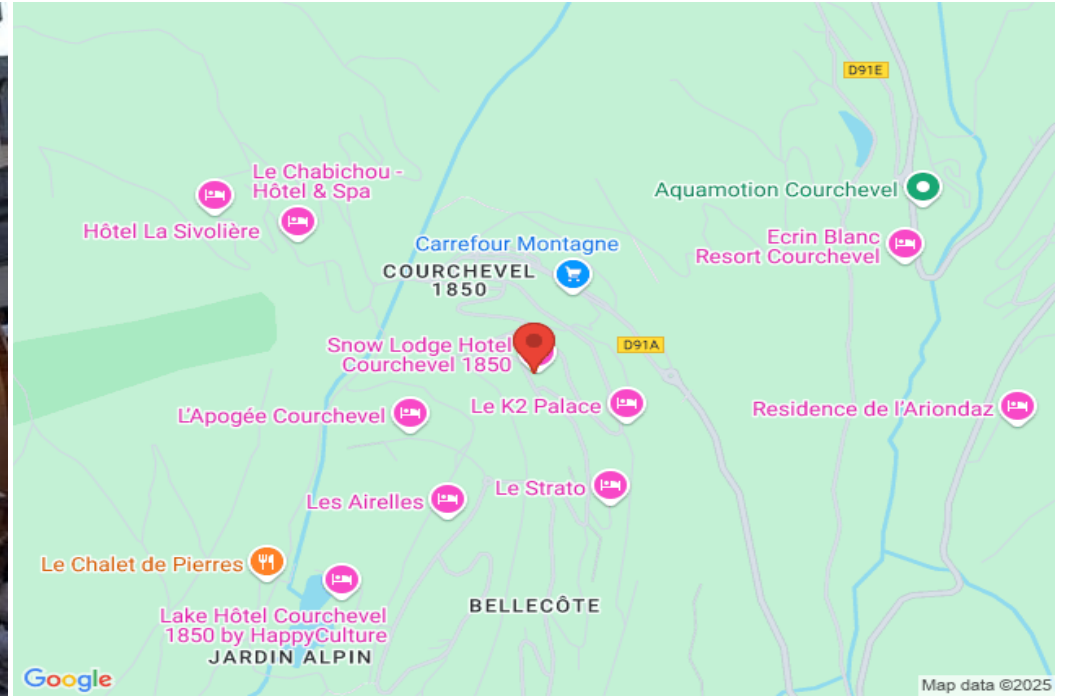 D91E
Le Chabichou -
Hôtel & Spa
Aquamotion Courchevel
Hôtel La Sivolière
Carrefour Montagne
Ecrin Blanc
Resort Courchevel
COURCHEVEL
1850
Snow Lodge Hotel
Courchevel 1850
D91A
L'Apogée Courchevel
Le K2 Palace
Residence de l'Ariondaz
Les Airelles
Le Strato
Le Chalet de Pierres
Lake Hôtel Courchevel
1850 by HappyCulture
BELLECÔTE
JARDIN ALPIN
Google
Map data ©2025